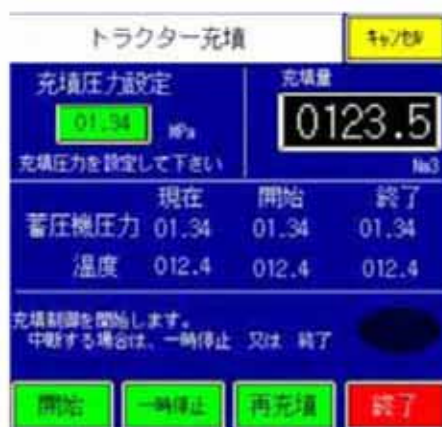 トラクター充填
キャンセル
充填圧力設定
充填量
01.34 MPa
0123.5
充填圧力を設定して下さい
Nm3
現在 開始 終了
蓄圧機圧力 01.34 01.34 01.34
温度 012.4 012.4 012.4
充填制御を開始します。
中断する場合は、一時停止 又は 終了
開始 一時停止 再充填 終了